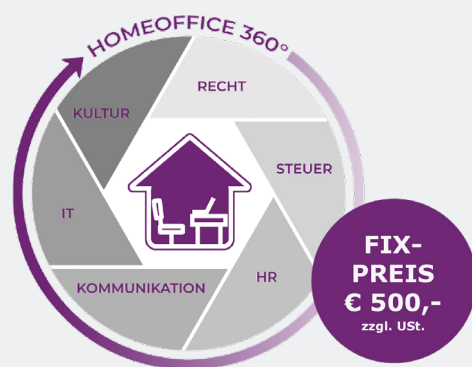 HOMEOFFICE 360°
RECHT
KULTUR
STEUER
IT
HR
KOMMUNIKATION
FIX-
PREIS
€ 500,-
zzgl. USt.